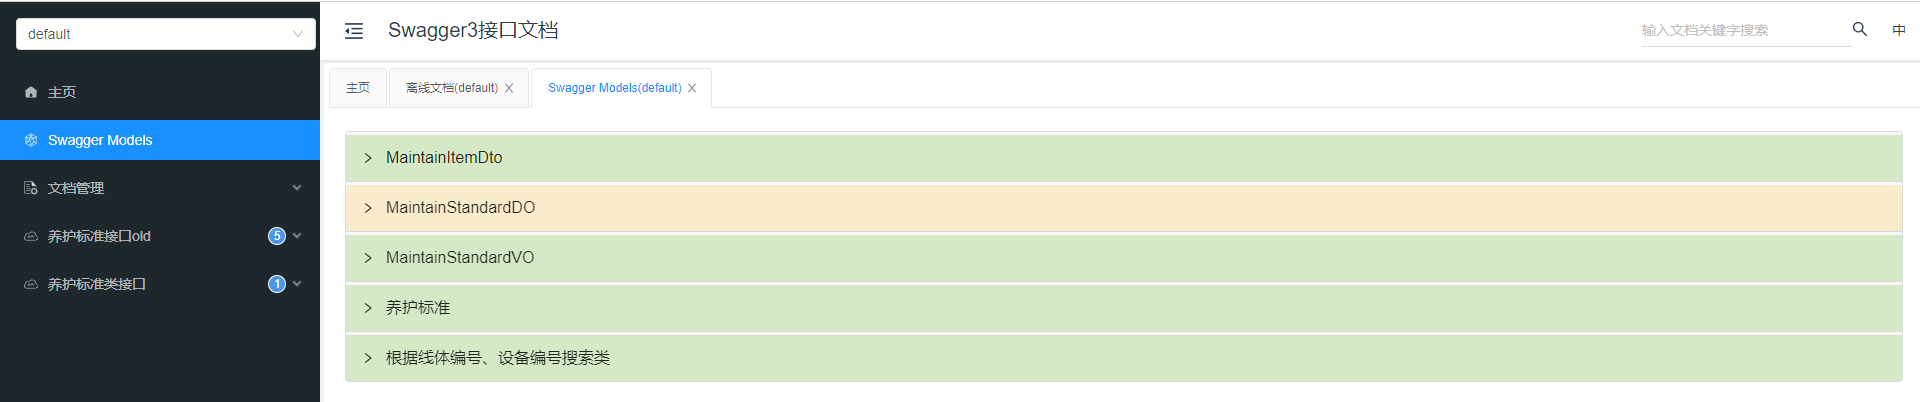 default
主页
Swagger Models
文档管理
养护标准接口old 5
养护标准类接口 1
Swagger3接口文档
输入文档关键字搜索
中
主页 离线文档(default) Swagger Models(default)
MaintainItemDto
MaintainStandardDO
MaintainStandardVO
养护标准
根据线体编号、设备编号搜索类